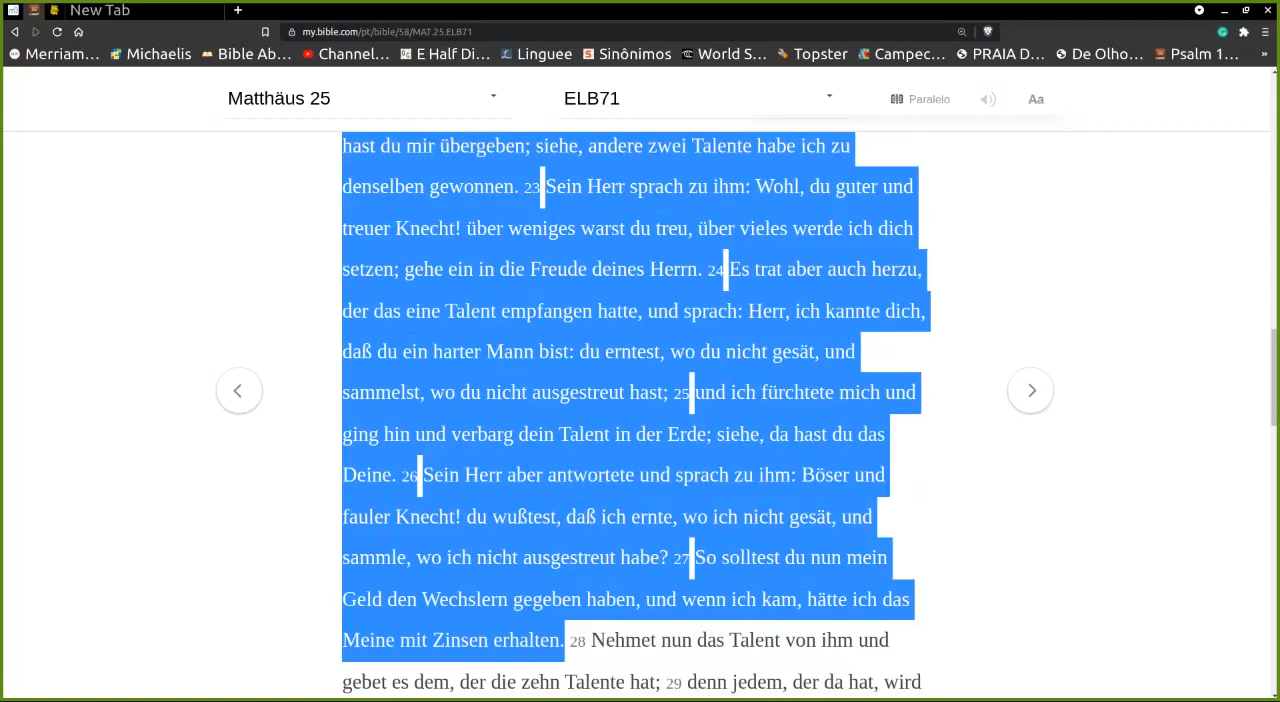 New Tab
my.bible.com/pt/bible/58/MAT.25.ELB71
Merriam... Michaelis Bible Ab... Channel... E Half Di... Linguee Sinônimos World S... Topster Campec... PRAIA D... De Olho... Psalm 1... »
Matthäus 25 ELB71 Paralelo Aa
hast du mir übergeben; siehe, andere zwei Talente habe ich zu
denselben gewonnen. 23 Sein Herr sprach zu ihm: Wohl, du guter und
treuer Knecht! über weniges warst du treu, über vieles werde ich dich
setzen; gehe ein in die Freude deines Herrn. 24 Es trat aber auch herzu,
der das eine Talent empfangen hatte, und sprach: Herr, ich kannte dich,
daß du ein harter Mann bist: du erntest, wo du nicht gesät, und
sammelst, wo du nicht ausgestreut hast; 25 und ich fürchtete mich und
ging hin und verbarg dein Talent in der Erde; siehe, da hast du das
Deine. 26 Sein Herr aber antwortete und sprach zu ihm: Böser und
fauler Knecht! du wußtest, daß ich ernte, wo ich nicht gesät, und
sammle, wo ich nicht ausgestreut habe? 27 So solltest du nun mein
Geld den Wechslern gegeben haben, und wenn ich kam, hätte ich das
Meine mit Zinsen erhalten. 28 Nehmet nun das Talent von ihm und
gebet es dem, der die zehn Talente hat; 29 denn jedem, der da hat, wird